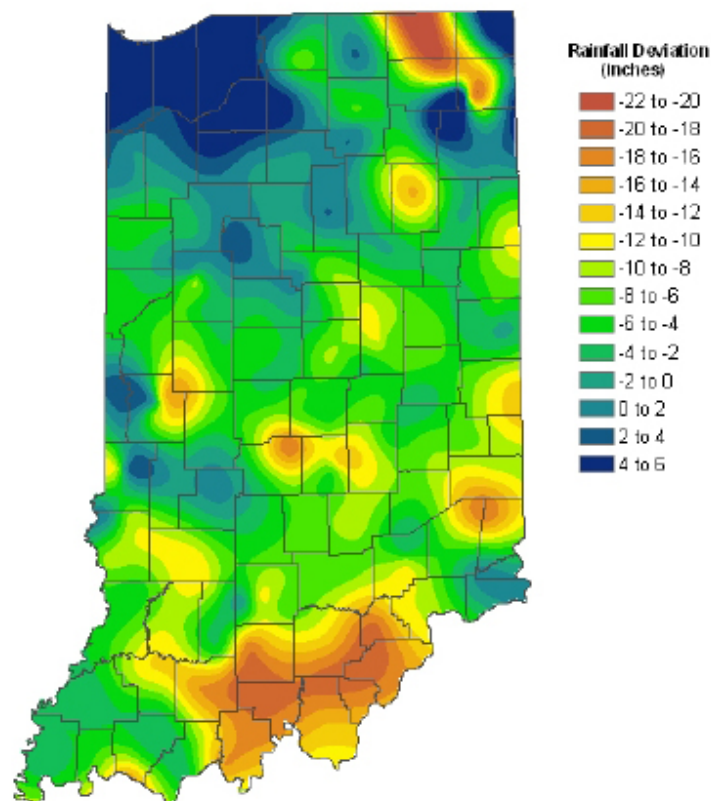 Rainfall Deviation
(inches)
-22 to -20
-20 to -18
-18 to -16
-16 to -14
-14 to -12
-12 to -10
-10 to -8
-8 to -6
-6 to -4
-4 to -2
-2 to 0
0 to 2
2 to 4
4 to 6